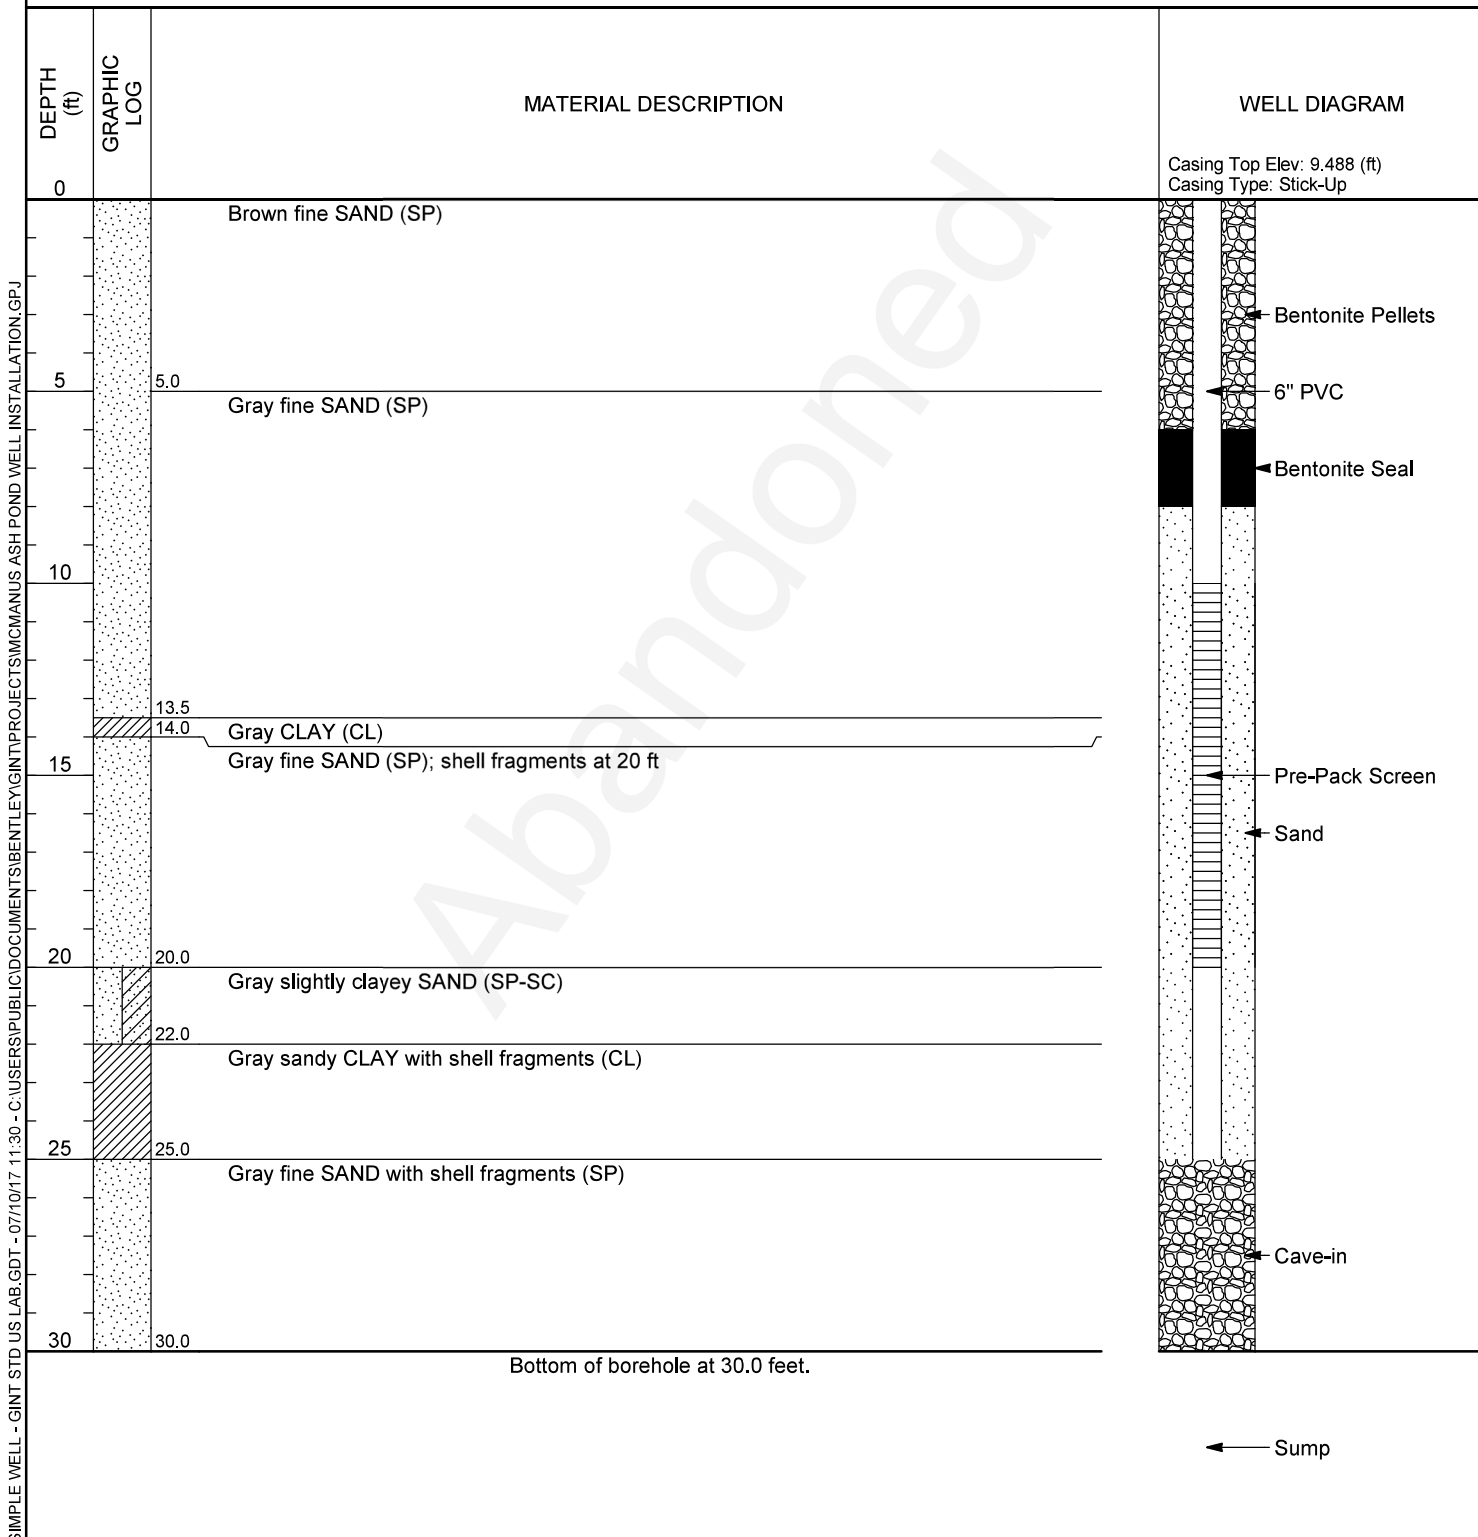 DEPTH
(ft)
GRAPHIC
LOG
MATERIAL DESCRIPTION
WELL DIAGRAM
Casing Top Elev: 9.488 (ft)
Casing Type: Stick-Up
0
Brown fine SAND (SP)
Bentonite Pellets
5
5.0
6" PVC
Gray fine SAND (SP)
Bentonite Seal
10
13.5
14.0
Gray CLAY (CL)
15
Gray fine SAND (SP); shell fragments at 20 ft
Pre-Pack Screen
Sand
20
20.0
Gray slightly clayey SAND (SP-SC)
22.0
Gray sandy CLAY with shell fragments (CL)
25
25.0
Gray fine SAND with shell fragments (SP)
Cave-in
30
30.0
Bottom of borehole at 30.0 feet.
Sump
Abandoned
SIMPLE WELL - GINT STD US LAB.GDT - 07/10/17 11:30 - C:\USERS\PUBLIC\DOCUMENTS\BENTLEY\GINT\PROJECTS\MCMANUS ASH POND WELL INSTALLATION.GPJ